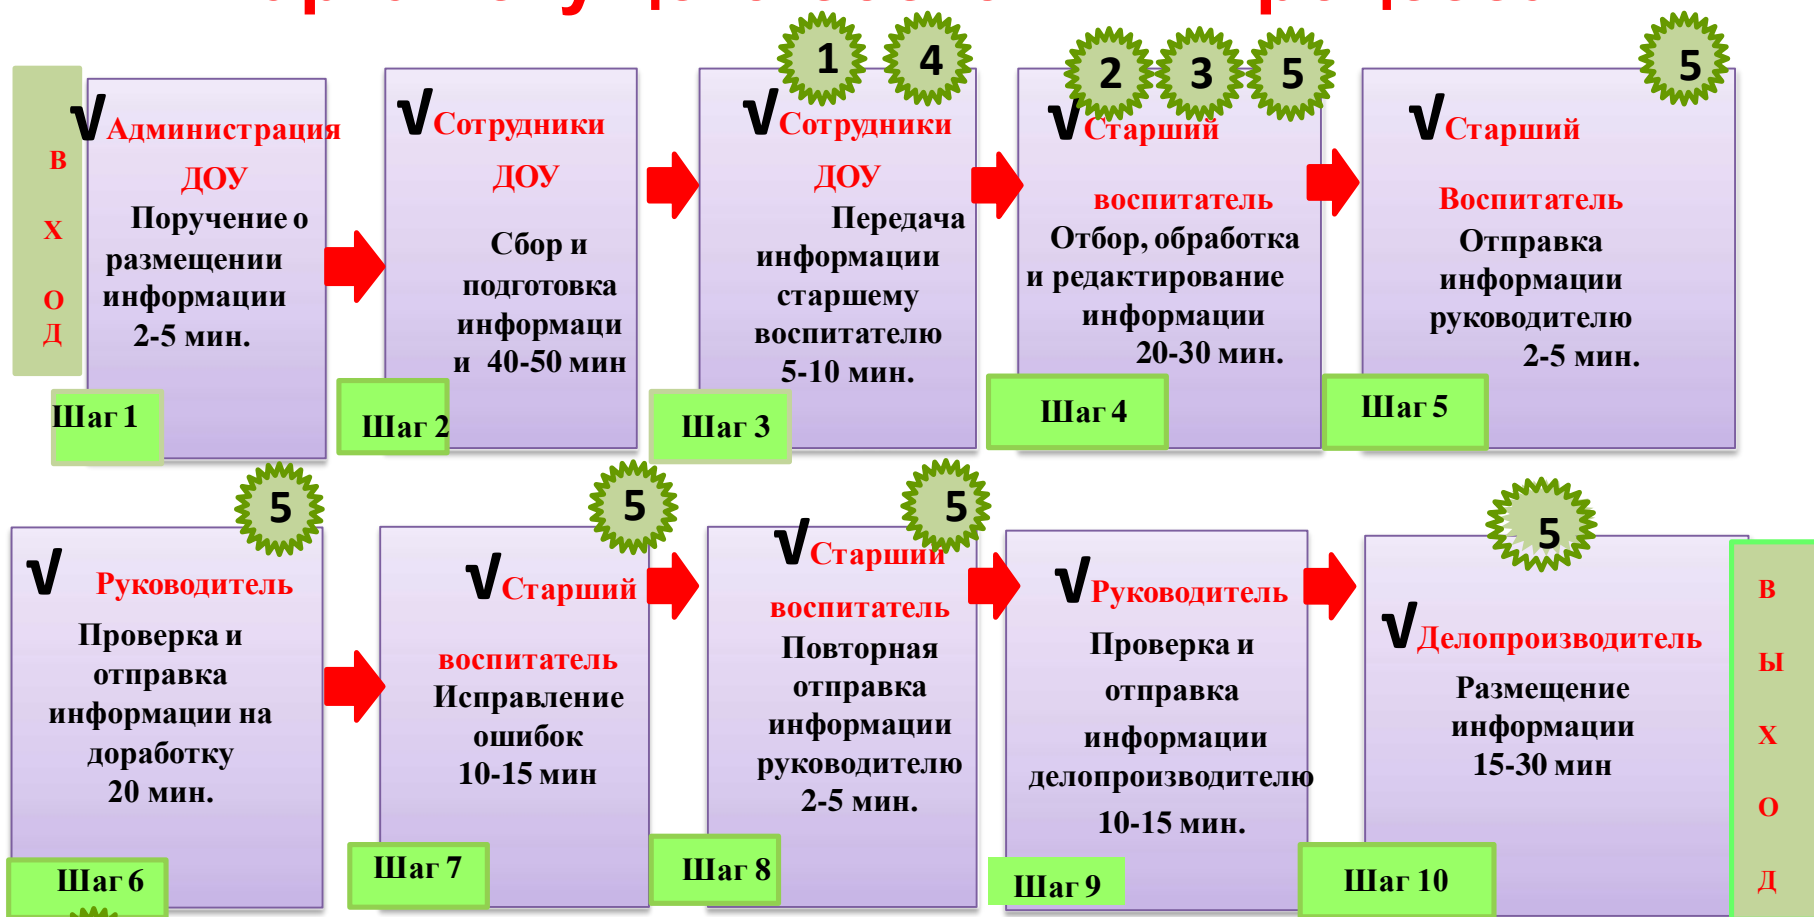 В
Х
О
Д
1
4
2
3
5
5
√Администрация
ДОУ
Поручение о
размещении
информации
2-5 мин.
Шаг 1
√Сотрудники
ДОУ
Сбор и
подготовка
информаци
и 40-50 мин
Шаг 2
√Сотрудники
ДОУ
Передача
информации
старшему
воспитателю
5-10 мин.
Шаг 3
√Старший
воспитатель
Отбор, обработка
и редактирование
информации
20-30 мин.
Шаг 4
√Старший
Воспитатель
Отправка
информации
руководителю
2-5 мин.
Шаг 5
5
√ Руководитель
Проверка и
отправка
информации на
доработку
20 мин.
Шаг 6
5
√Старший
воспитатель
Исправление
ошибок
10-15 мин
Шаг 7
5
√Старший
воспитатель
Повторная
отправка
информации
руководителю
2-5 мин.
Шаг 8
√Руководитель
Проверка и
отправка
информации
делопроизводителю
10-15 мин.
Шаг 9
5
√Делопроизводитель
Размещение
информации
15-30 мин
Шаг 10
В
Ы
Х
О
Д